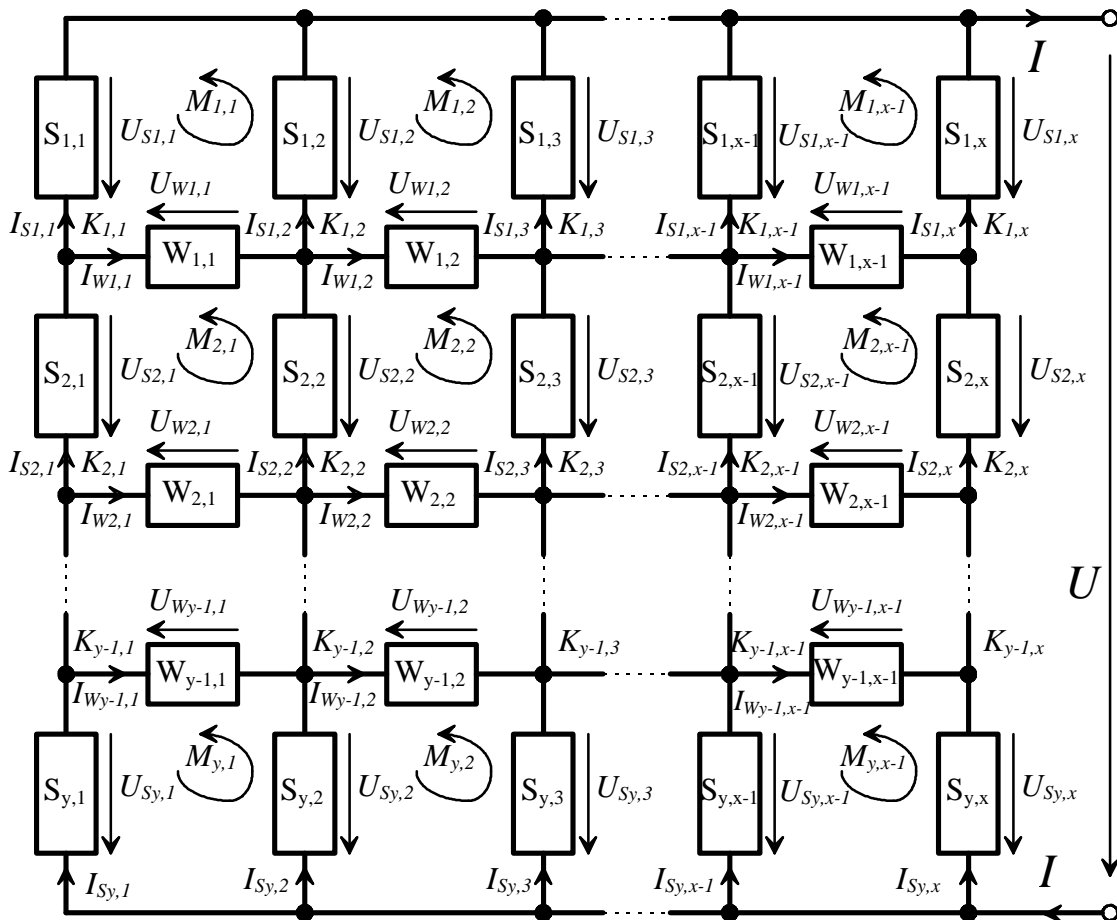 I
S1,1 US1,1 M1,1 S1,2 US1,2 M1,2 S1,3 US1,3 S1,x-1 US1,x-1 M1,x-1 S1,x US1,x
UW1,1 UW1,2 UW1,x-1
IS1,1 K1,1 IS1,2 K1,2 IS1,3 K1,3 IS1,x-1 K1,x-1 IS1,x K1,x
IW1,1 W1,1 IW1,2 W1,2 IW1,x-1 W1,x-1
S2,1 US2,1 M2,1 S2,2 US2,2 M2,2 S2,3 US2,3 S2,x-1 US2,x-1 M2,x-1 S2,x US2,x
UW2,1 UW2,2 UW2,x-1
IS2,1 K2,1 IS2,2 K2,2 IS2,3 K2,3 IS2,x-1 K2,x-1 IS2,x K2,x
IW2,1 W2,1 IW2,2 W2,2 IW2,x-1 W2,x-1
U
UWy-1,1 UWy-1,2 UWy-1,x-1
Ky-1,1 Ky-1,2 Ky-1,3 Ky-1,x-1 Ky-1,x
IWy-1,1 Wy-1,1 IWy-1,2 Wy-1,2 IWy-1,x-1 Wy-1,x-1
Sy,1 USy,1 My,1 Sy,2 USy,2 My,2 Sy,3 USy,3 Sy,x-1 USy,x-1 My,x-1 Sy,x USy,x
ISy,1 ISy,2 ISy,3 ISy,x-1 ISy,x I